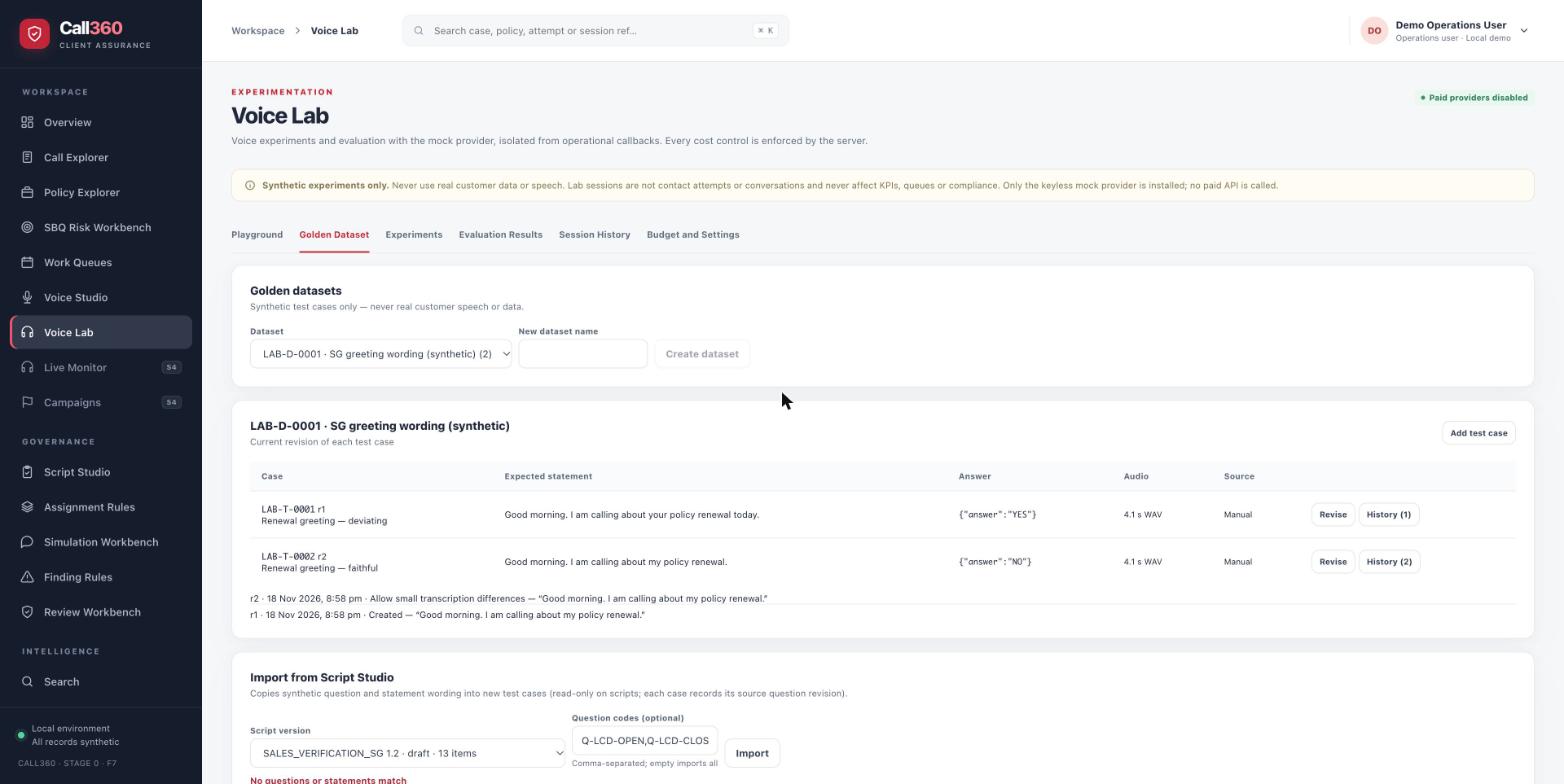 Call360
CLIENT ASSURANCE
WORKSPACE
Overview
Call Explorer
Policy Explorer
SBQ Risk Workbench
Work Queues
Voice Studio
Voice Lab
Live Monitor S4
Campaigns S4
GOVERNANCE
Script Studio
Assignment Rules
Simulation Workbench
Finding Rules
Review Workbench
INTELLIGENCE
Search
Local environment
All records synthetic
CALL360 · STAGE 0 · F7
Workspace > Voice Lab
Search case, policy, attempt or session ref... ⌘ K
DO
Demo Operations User
Operations user · Local demo
EXPERIMENTATION
Voice Lab
Voice experiments and evaluation with the mock provider, isolated from operational callbacks. Every cost control is enforced by the server.
Paid providers disabled
Synthetic experiments only. Never use real customer data or speech. Lab sessions are not contact attempts or conversations and never affect KPIs, queues or compliance. Only the keyless mock provider is installed; no paid API is called.
Playground Golden Dataset Experiments Evaluation Results Session History Budget and Settings
Golden datasets
Synthetic test cases only — never real customer speech or data.
Dataset New dataset name
LAB-D-0001 · SG greeting wording (synthetic) (2) Create dataset
LAB-D-0001 · SG greeting wording (synthetic)
Current revision of each test case
Add test case
Case Expected statement Answer Audio Source
LAB-T-0001 r1
Renewal greeting — deviating
Good morning. I am calling about your policy renewal today. {"answer":"YES"} 4.1 s WAV Manual Revise History (1)
LAB-T-0002 r2
Renewal greeting — faithful
Good morning. I am calling about my policy renewal. {"answer":"NO"} 4.1 s WAV Manual Revise History (2)
r2 · 18 Nov 2026, 8:58 pm · Allow small transcription differences — “Good morning. I am calling about my policy renewal.”
r1 · 18 Nov 2026, 8:58 pm · Created — “Good morning. I am calling about my policy renewal.”
Import from Script Studio
Copies synthetic question and statement wording into new test cases (read-only on scripts; each case records its source question revision).
Script version
SALES_VERIFICATION_SG 1.2 · draft · 13 items
Question codes (optional)
Q-LCD-OPEN,Q-LCD-CLOS
Comma-separated; empty imports all
Import
No questions or statements match